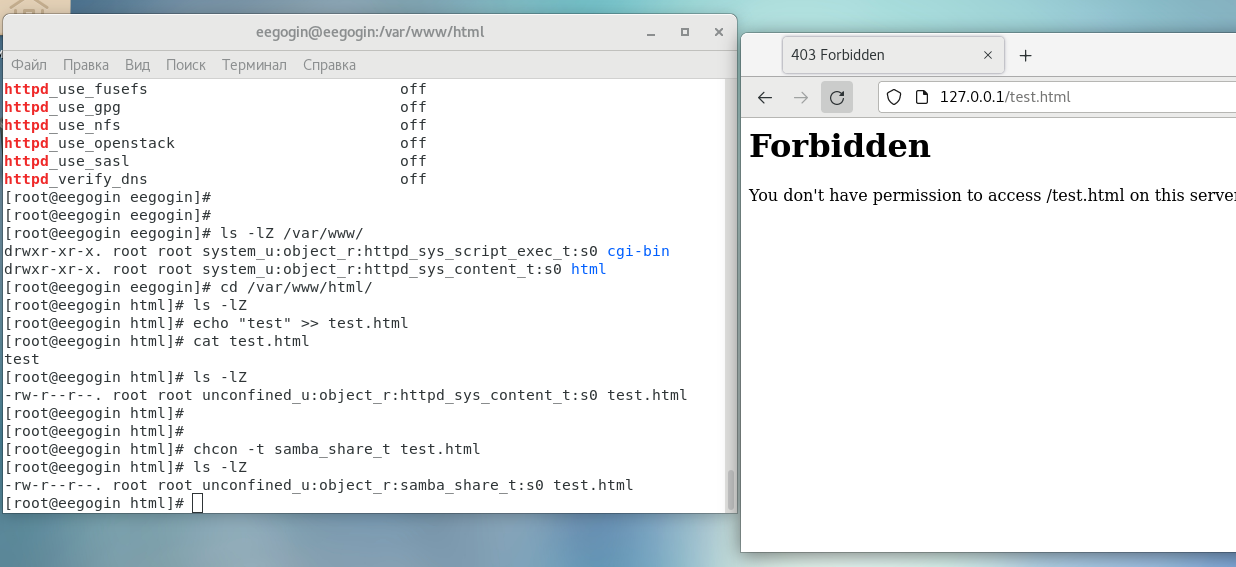 eegogin@eegogin:/var/www/html
Файл Правка Вид Поиск Терминал Справка
httpd_use_fusefs off
httpd_use_gpg off
httpd_use_nfs off
httpd_use_openstack off
httpd_use_sasl off
httpd_verify_dns off
[root@eegogin eegogin]#
[root@eegogin eegogin]#
[root@eegogin eegogin]# ls -lZ /var/www/
drwxr-xr-x. root root system_u:object_r:httpd_sys_script_exec_t:s0 cgi-bin
drwxr-xr-x. root root system_u:object_r:httpd_sys_content_t:s0 html
[root@eegogin eegogin]# cd /var/www/html/
[root@eegogin html]# ls -lZ
[root@eegogin html]# echo "test" >> test.html
[root@eegogin html]# cat test.html
test
[root@eegogin html]# ls -lZ
-rw-r--r--. root root unconfined_u:object_r:httpd_sys_content_t:s0 test.html
[root@eegogin html]#
[root@eegogin html]#
[root@eegogin html]# chcon -t samba_share_t test.html
[root@eegogin html]# ls -lZ
-rw-r--r--. root root unconfined_u:object_r:samba_share_t:s0 test.html
[root@eegogin html]#
403 Forbidden
127.0.0.1/test.html
Forbidden
You don't have permission to access /test.html on this server